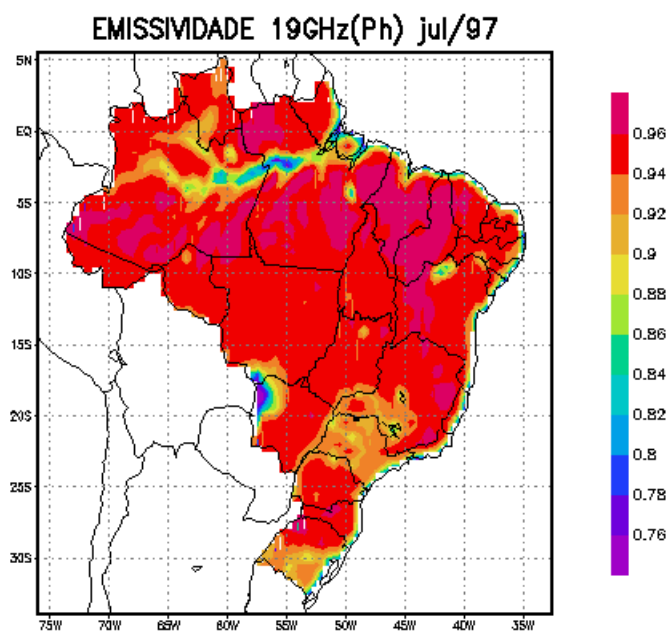 EMISSIVIDADE 19GHz(Ph) jul/97
5N
EQ
5S
10S
15S
20S
25S
30S
75W 70W 65W 60W 55W 50W 45W 40W 35W
0.96
0.94
0.92
0.9
0.88
0.86
0.84
0.82
0.8
0.78
0.76